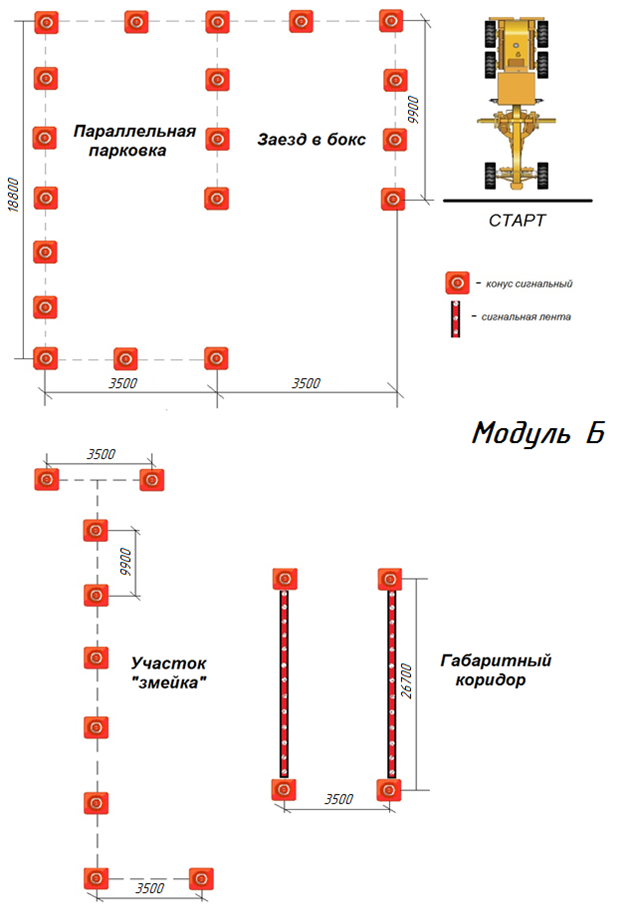 Параллельная
парковка
Заезд в бокс
18800
9900
СТАРТ
- конус сигнальный
- сигнальная лента
3500
3500
Модуль Б
3500
9900
Участок
"змейка"
Габаритный
коридор
26700
3500
3500